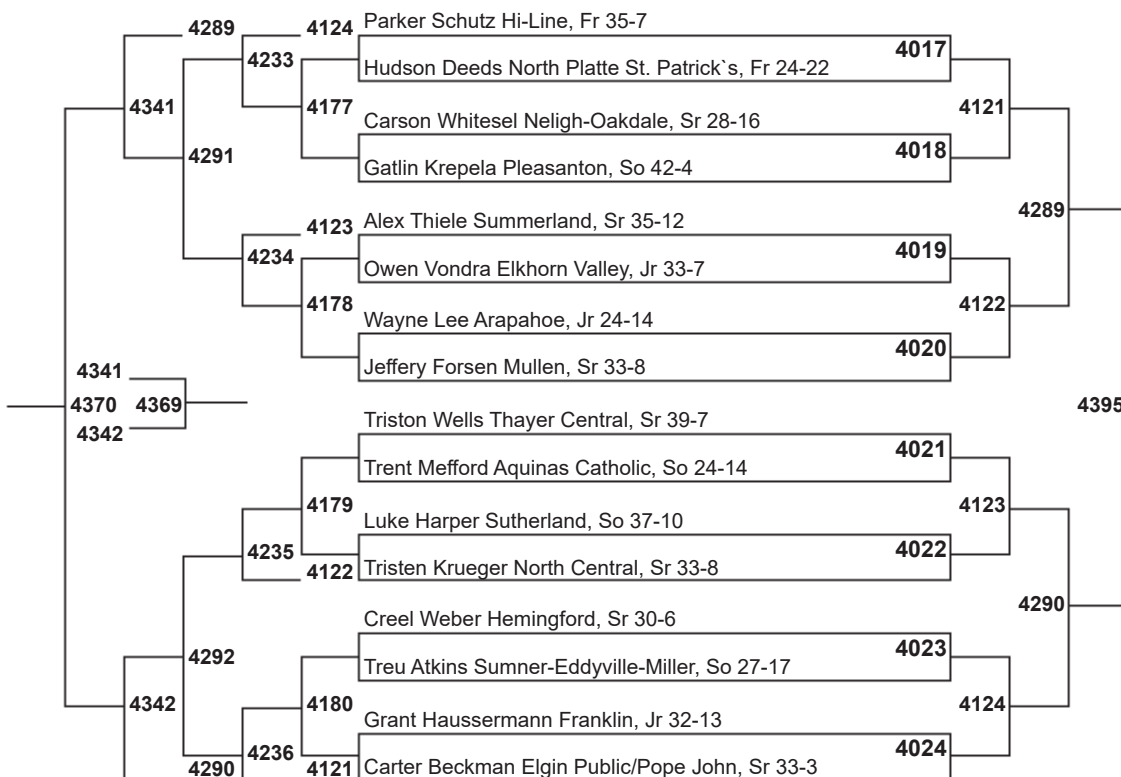 4289 4124 Parker Schutz Hi-Line, Fr 35-7
4233 4017
Hudson Deeds North Platte St. Patrick`s, Fr 24-22
4341 4177 4121
Carson Whitesel Neligh-Oakdale, Sr 28-16
4291 4018
Gatlin Krepela Pleasanton, So 42-4
4289
4123 Alex Thiele Summerland, Sr 35-12
4234 4019
Owen Vondra Elkhorn Valley, Jr 33-7
4178 4122
Wayne Lee Arapahoe, Jr 24-14
4020
Jeffery Forsen Mullen, Sr 33-8
4341
4370 4369 4395
4342
Triston Wells Thayer Central, Sr 39-7
4021
Trent Mefford Aquinas Catholic, So 24-14
4179 4123
Luke Harper Sutherland, So 37-10
4235 4022
4122 Tristen Krueger North Central, Sr 33-8
4290
Creel Weber Hemingford, Sr 30-6
4292 4023
Treu Atkins Sumner-Eddyville-Miller, So 27-17
4342 4180 4124
Grant Haussermann Franklin, Jr 32-13
4236 4024
4290 4121 Carter Beckman Elgin Public/Pope John, Sr 33-3